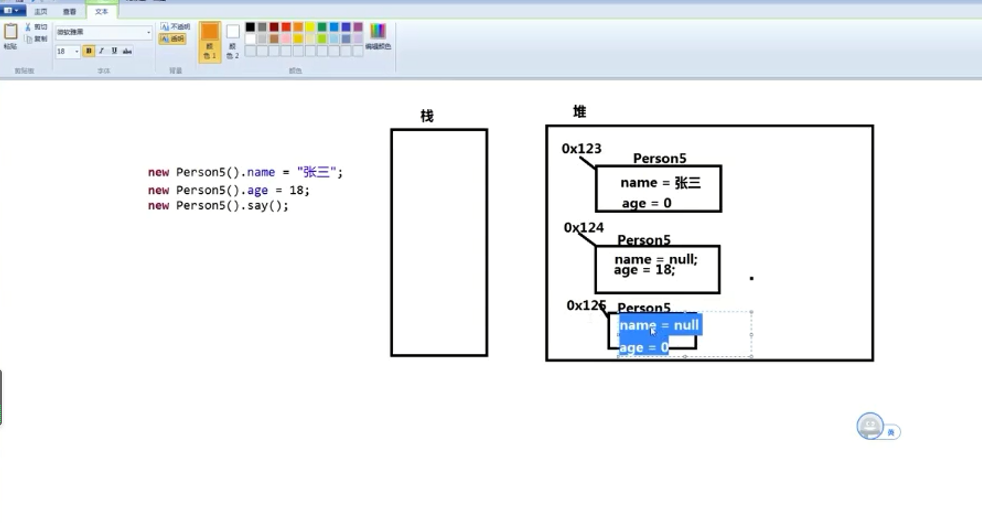 主页 查看 文本
粘贴
剪切
复制
剪贴板
微软雅黑
18
B I U abc
字体
不透明
透明
背景
颜色 1
颜色 2
编辑颜色
颜色
栈
堆
new Person5().name = "张三";
new Person5().age = 18;
new Person5().say();
0x123
Person5
name = 张三
age = 0
0x124
Person5
name = null;
age = 18;
0x125
Person5
name = null
age = 0
英